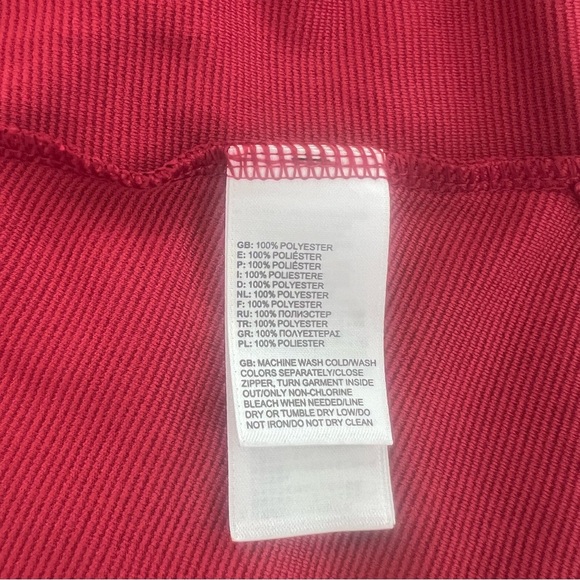 GB: 100% POLYESTER
E: 100% POLIÉSTER
P: 100% POLIÉSTER
I: 100% POLIESTERE
D: 100% POLYESTER
NL: 100% POLYESTER
F: 100% POLYESTER
RU: 100% ПОЛИЭСТЕР
TR: 100% POLYESTER
GR: 100% ΠΟΛΥΕΣΤΕΡΑΣ
PL: 100% POLIESTER
GB: MACHINE WASH COLD/WASH
COLORS SEPARATELY/CLOSE
ZIPPER, TURN GARMENT INSIDE
OUT/ONLY NON-CHLORINE
BLEACH WHEN NEEDED/LINE
DRY OR TUMBLE DRY LOW/DO
NOT IRON/DO NOT DRY CLEAN